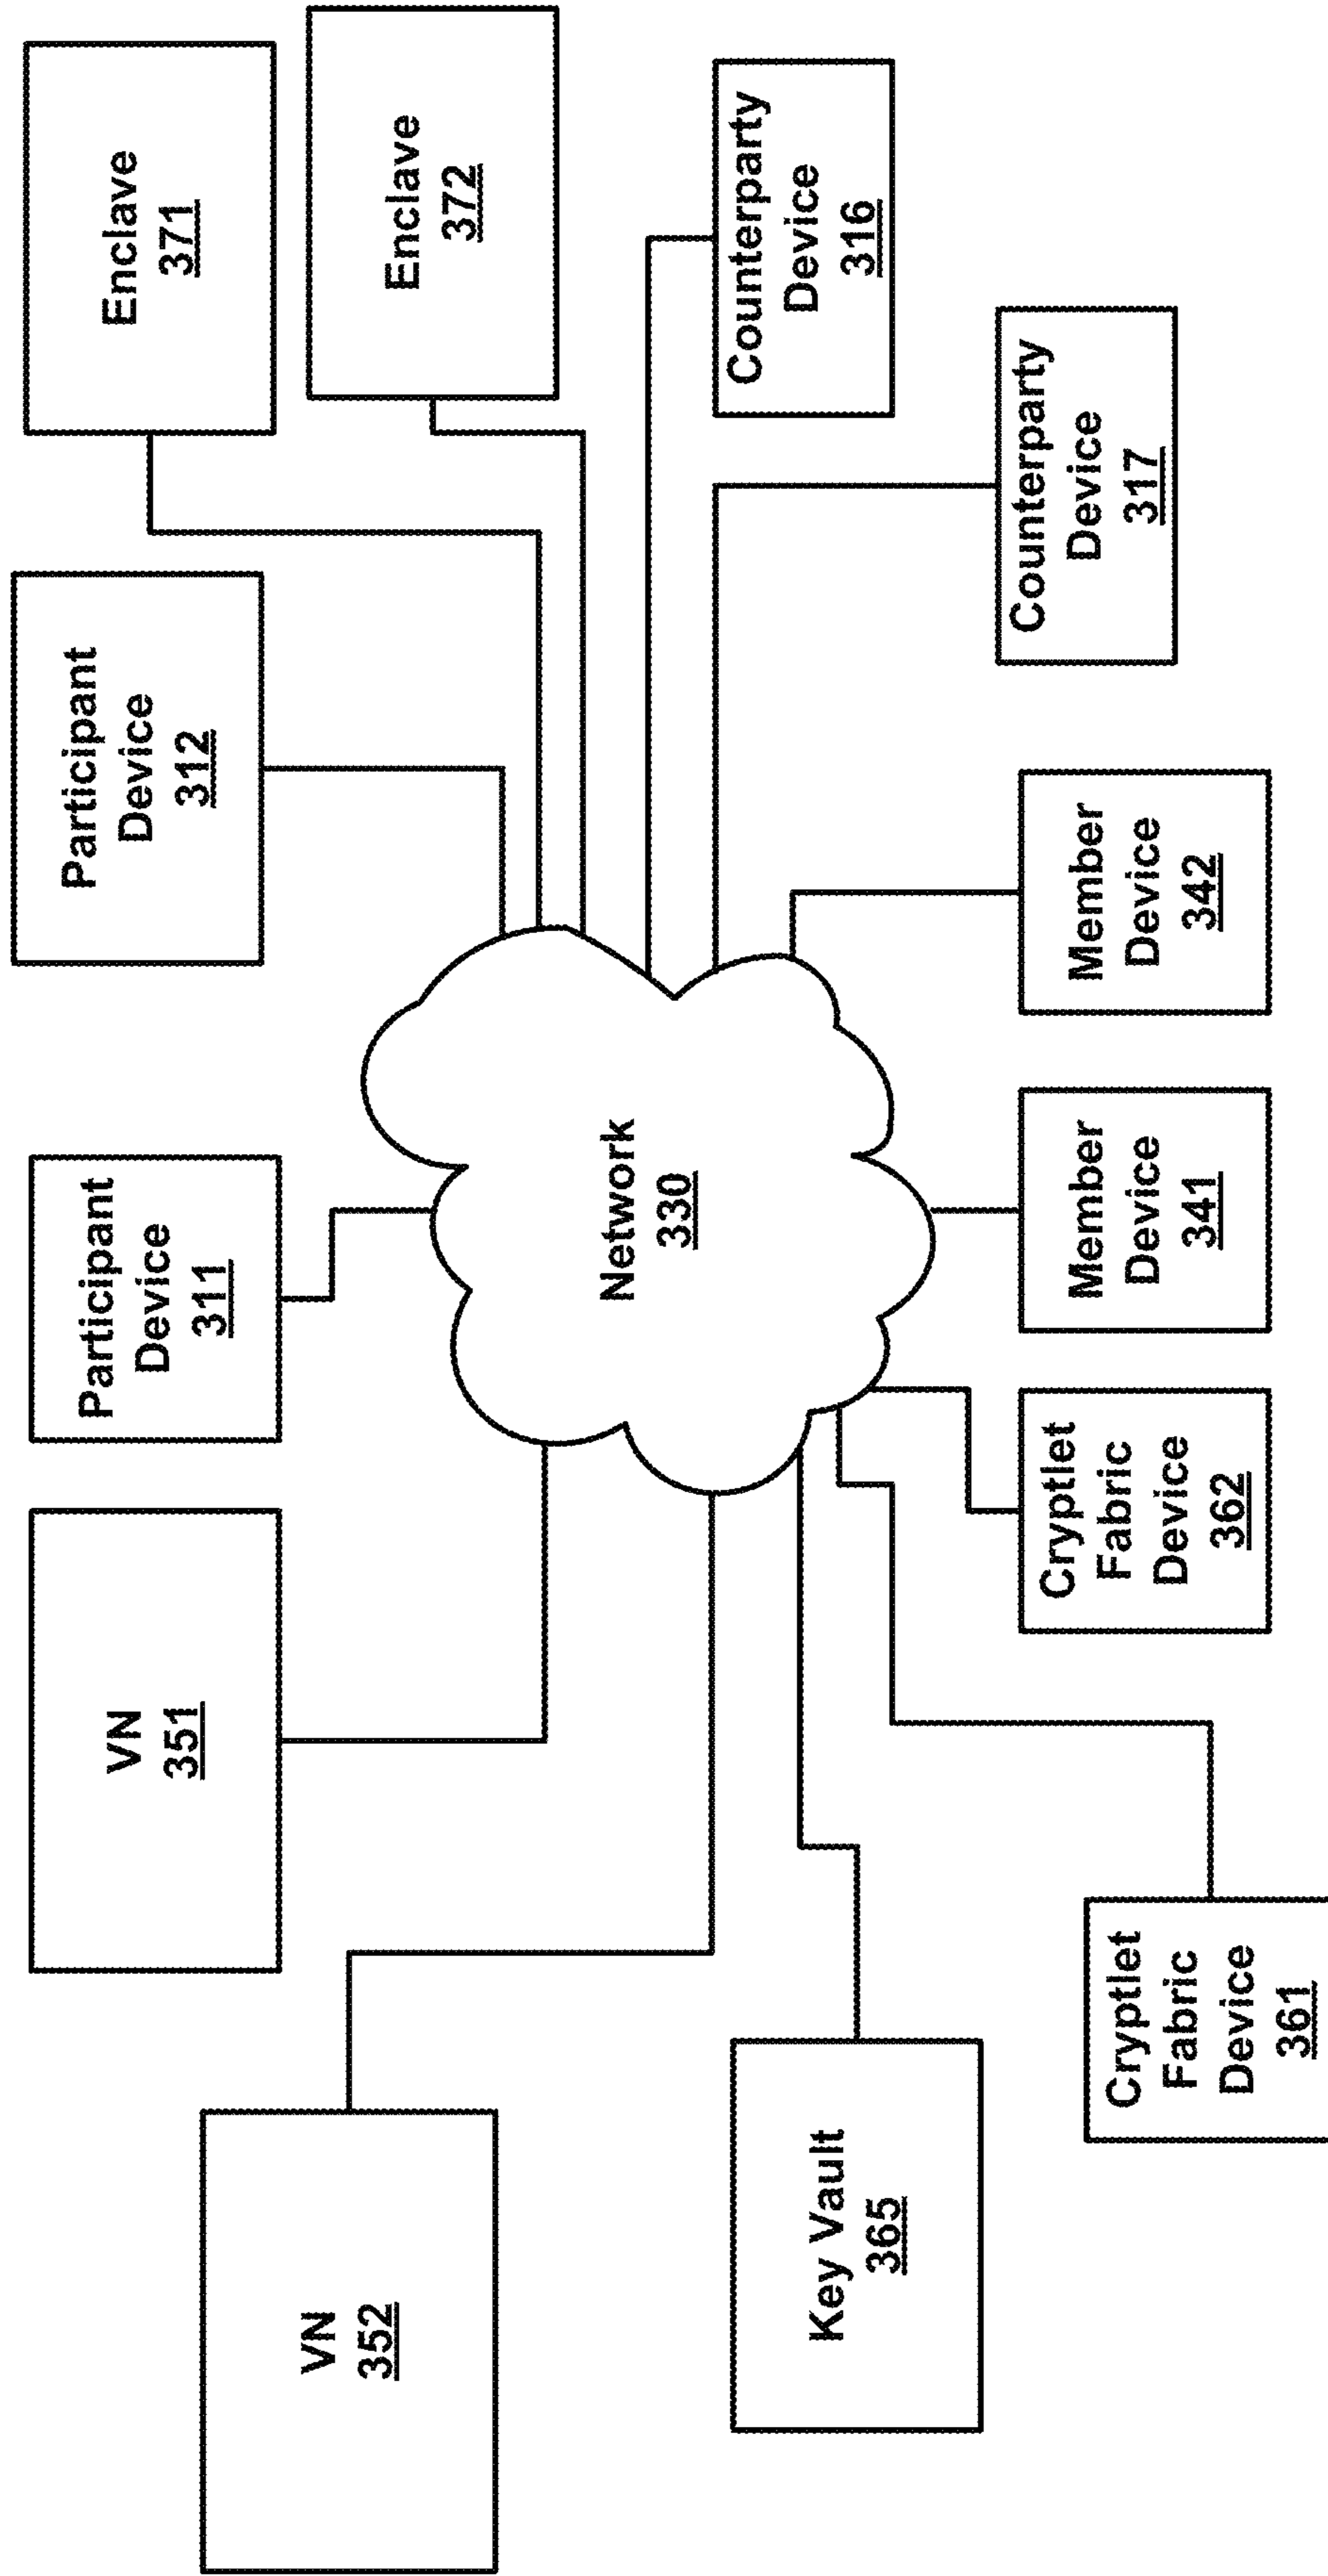 VN
352
VN
351
Participant
Device
311
Participant
Device
312
Enclave
371
Enclave
372
Network
330
Key Vault
365
Cryptlet
Fabric
Device
361
Cryptlet
Fabric
Device
362
Member
Device
341
Member
Device
342
Counterparty
Device
317
Counterparty
Device
316